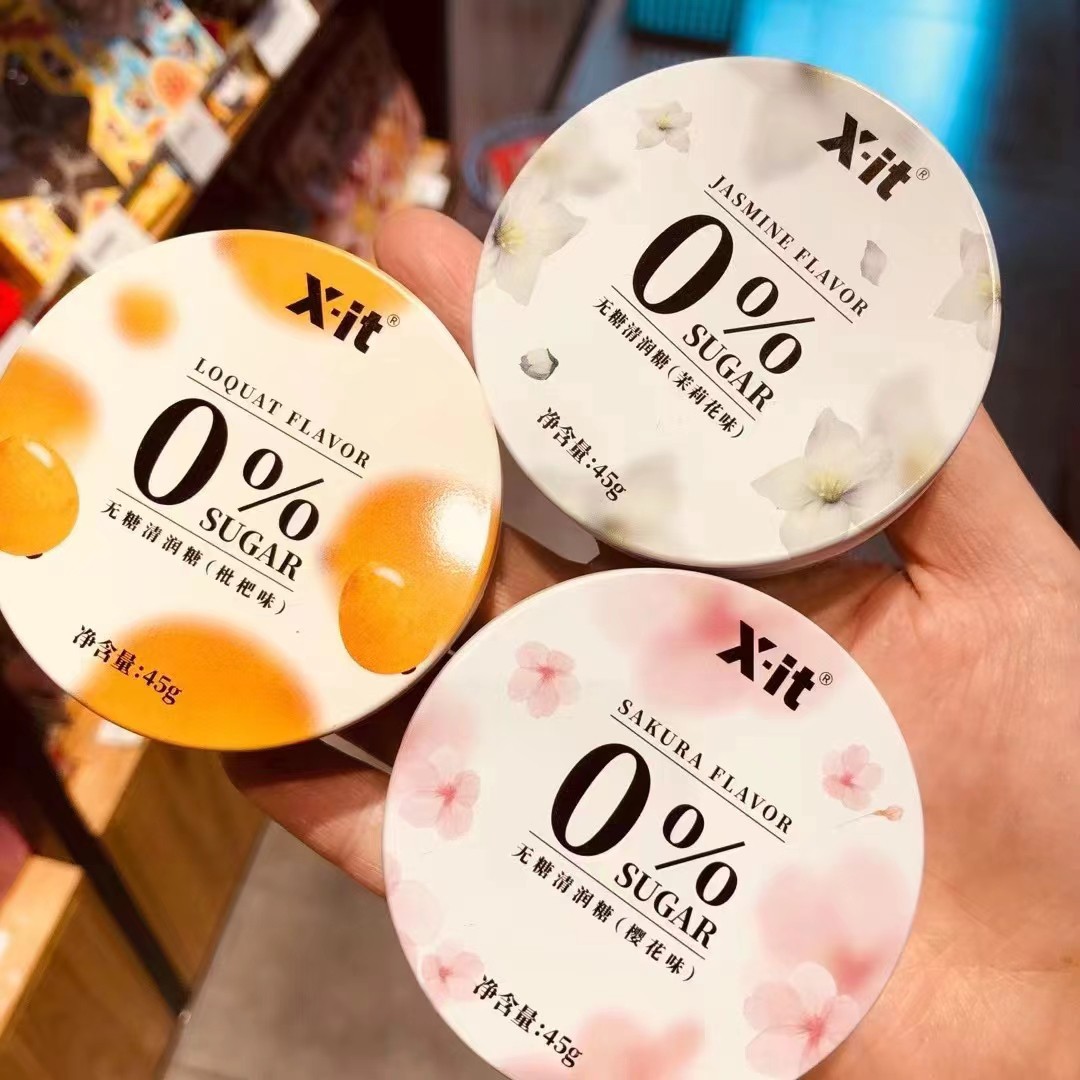 X·it®
JASMINE FLAVOR
0%
SUGAR
无糖清润糖(茉莉花味)
净含量:45g
X·it®
LOQUAT FLAVOR
0%
SUGAR
无糖清润糖(枇杷味)
净含量:45g
X·it®
SAKURA FLAVOR
0%
SUGAR
无糖清润糖(樱花味)
净含量:45g